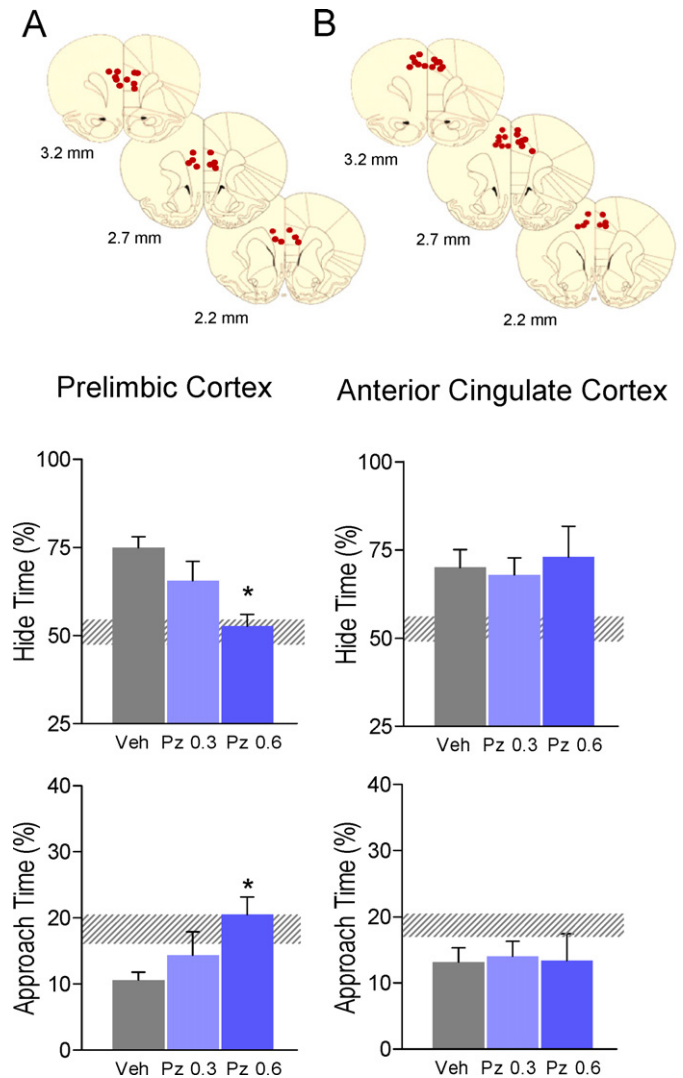 A
B
3.2 mm
2.7 mm
2.2 mm
3.2 mm
2.7 mm
2.2 mm
Prelimbic Cortex
Anterior Cingulate Cortex
Hide Time (%)
100
75
50
25
*
Veh Pz 0.3 Pz 0.6
Hide Time (%)
100
75
50
25
Veh Pz 0.3 Pz 0.6
Approach Time (%)
40
30
20
10
0
*
Veh Pz 0.3 Pz 0.6
Approach Time (%)
40
30
20
10
0
Veh Pz 0.3 Pz 0.6